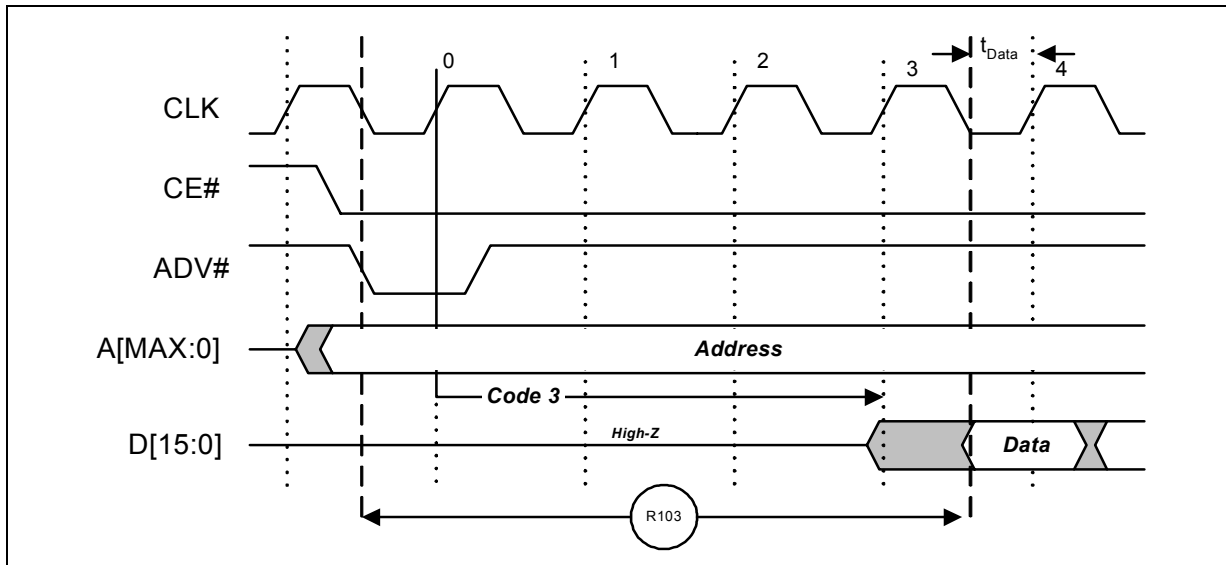 0 1 2 3 4
tData
CLK
CE#
ADV#
A[MAX:0]
Address
Code 3
D[15:0]
High-Z
Data
R103